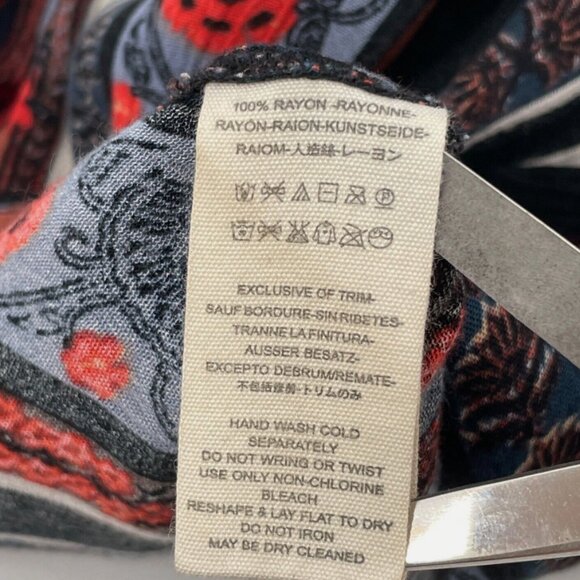 100% RAYON -RAYONNE-
RAYÓN-RAION-KUNSTSEIDE-
RAIOM-人造絲-レーヨン
EXCLUSIVE OF TRIM-
SAUF BORDURE-SIN RIBETES-
TRANNE LA FINITURA-
AUSSER BESATZ-
EXCEPTO DEBRUM/REMATE-
不包括修剪-トリムのみ
HAND WASH COLD
SEPARATELY
DO NOT WRING OR TWIST
USE ONLY NON-CHLORINE
BLEACH
RESHAPE & LAY FLAT TO DRY
DO NOT IRON
MAY BE DRY CLEANED